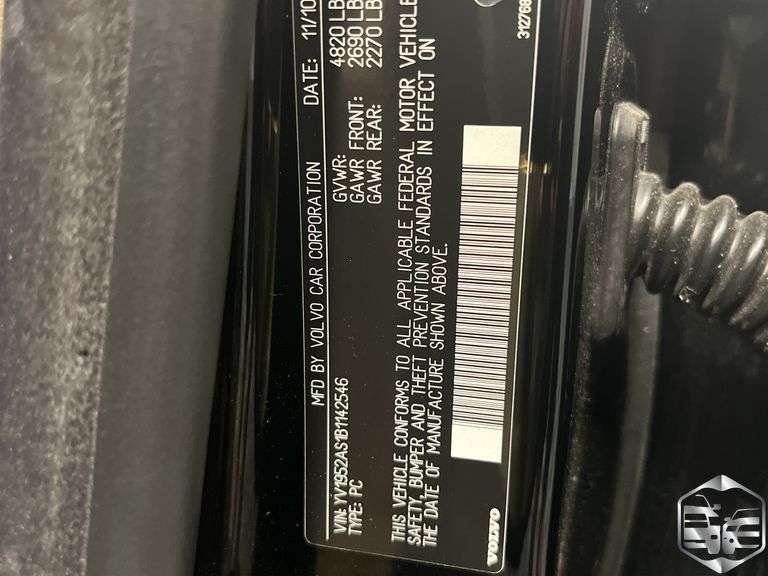 MFD BY VOLVO CAR CORPORATION DATE: 11/10
GVWR: 4820 LB
GAWR FRONT: 2690 LB
GAWR REAR: 2270 LB
VIN: YV1952AS1B1142546
TYPE: PC
THIS VEHICLE CONFORMS TO ALL APPLICABLE FEDERAL MOTOR VEHICLE
SAFETY, BUMPER AND THEFT PREVENTION STANDARDS IN EFFECT ON
THE DATE OF MANUFACTURE SHOWN ABOVE.
VOLVO
312768